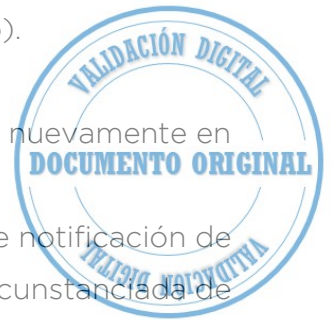 ).
VALIDACIÓN DIGITAL
nuevamente en
DOCUMENTO ORIGINAL
e notificación de
VALIDACIÓN DIGITAL
cunstanciada de